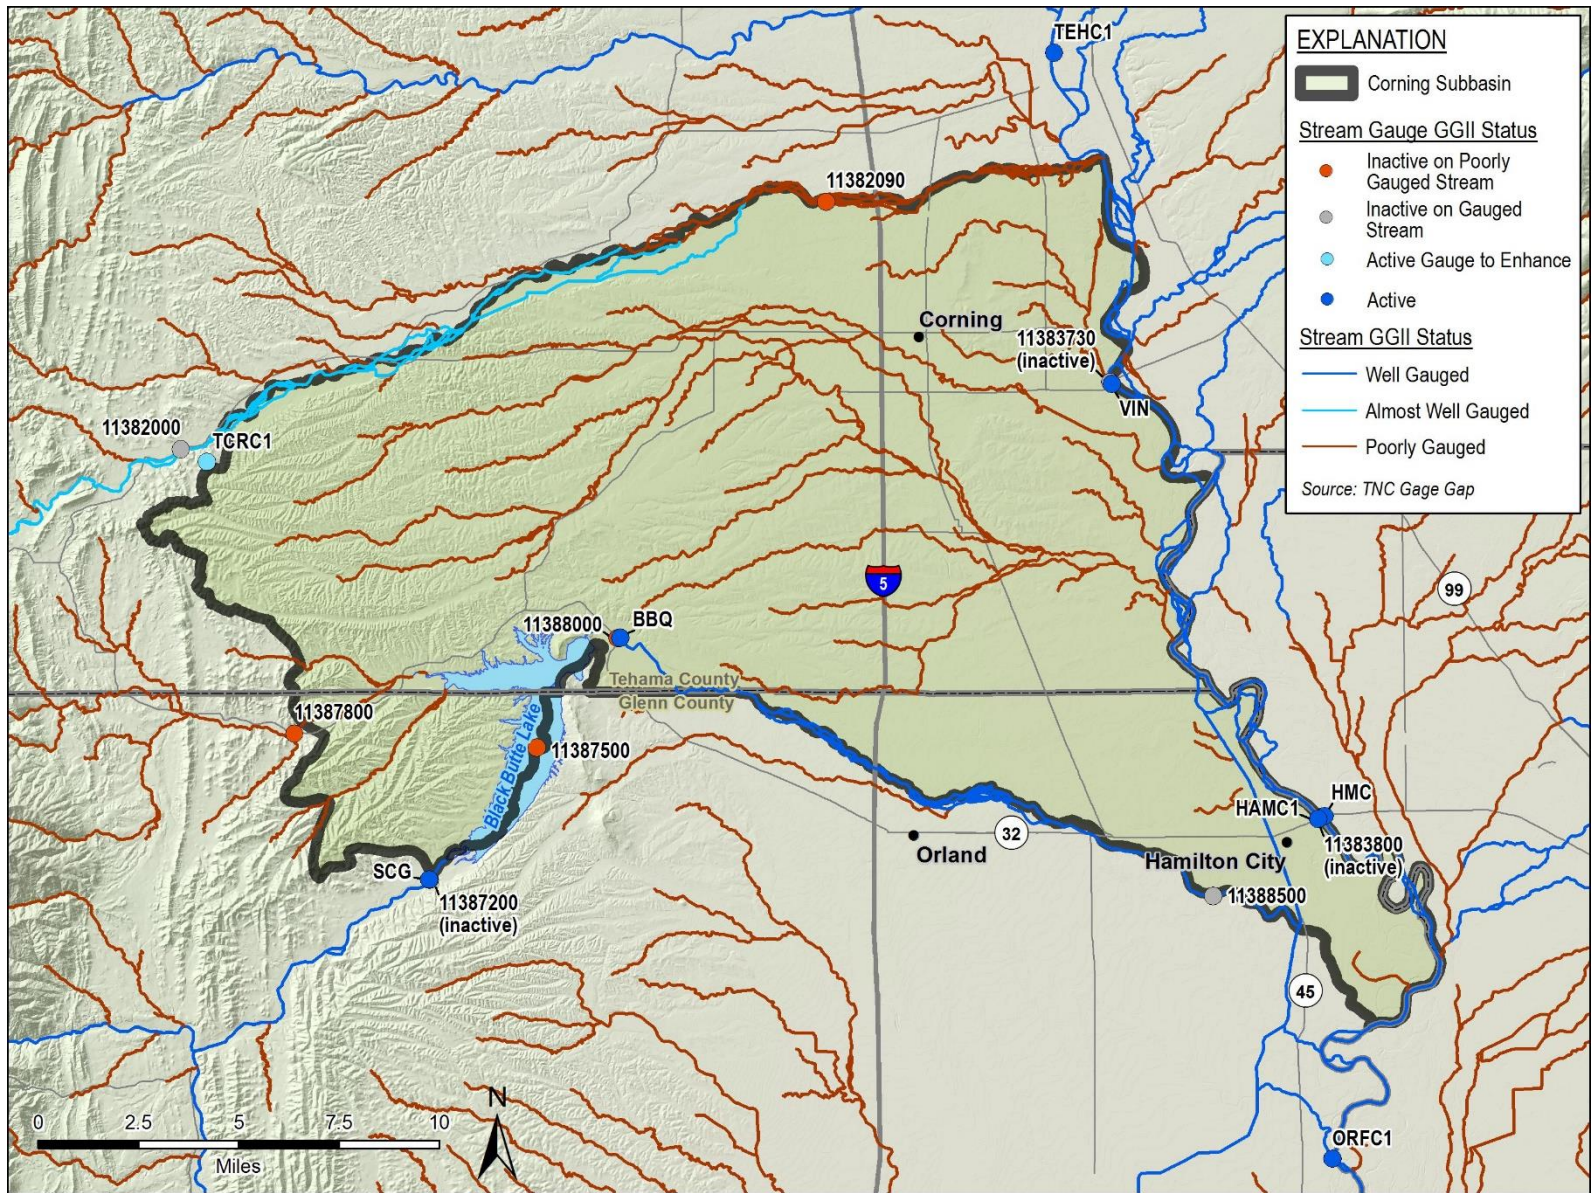 TEHC1
EXPLANATION
Corning Subbasin
Stream Gauge GGII Status
Inactive on Poorly
Gauged Stream
Inactive on Gauged
Stream
Active Gauge to Enhance
Active
Stream GGII Status
Well Gauged
Almost Well Gauged
Poorly Gauged
Source: TNC Gage Gap
11382090
Corning
11383730
(inactive)
VIN
11382000
TCRC1
5
99
11388000
BBQ
Tehama County
Glenn County
11387800
11387500
Black Butte Lake
HMC
HAMC1
11383800
(inactive)
32
Orland
Hamilton City
SCG
11387200
(inactive)
11388500
45
N
0
2.5
5
7.5
10
Miles
ORFC1